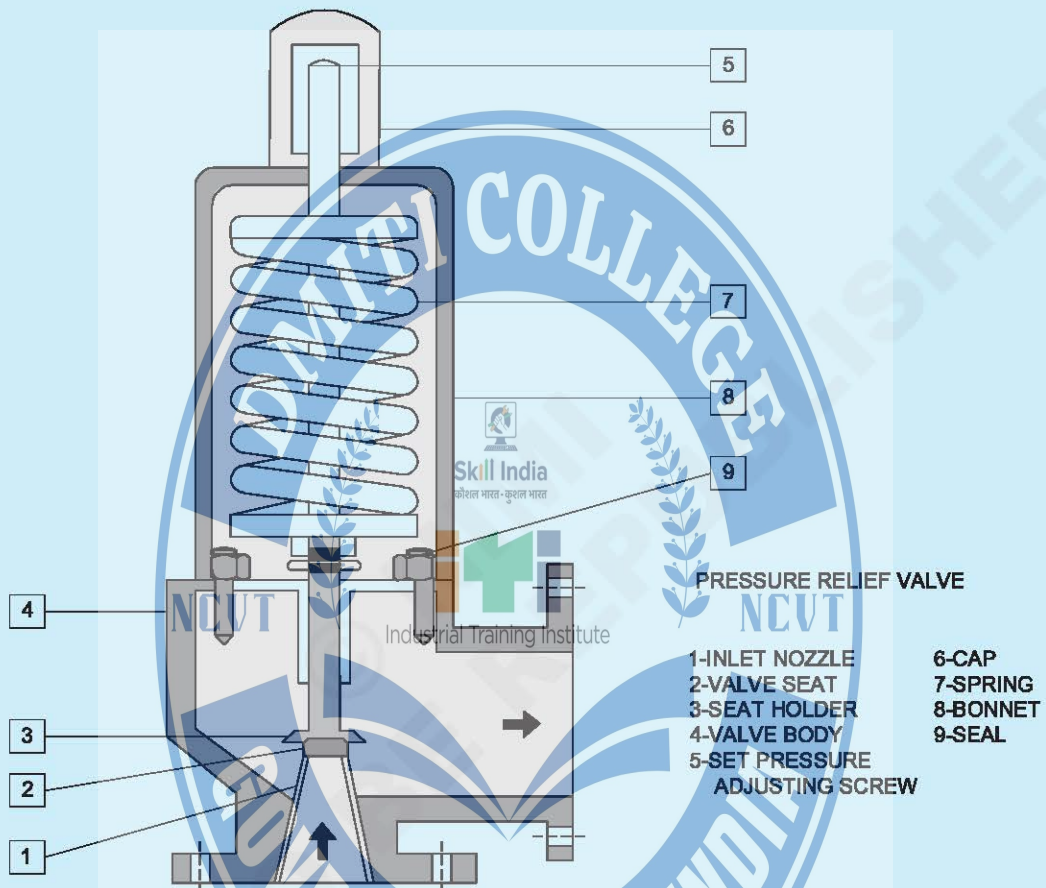 5
6
7
8
9
4
3
2
1
DMITI COLLEGE
Skill India
कौशल भारत - कुशल भारत
iTi
Industrial Training Institute
NCVT
NCVT
PRESSURE RELIEF VALVE
1-INLET NOZZLE
2-VALVE SEAT
3-SEAT HOLDER
4-VALVE BODY
5-SET PRESSURE
ADJUSTING SCREW
6-CAP
7-SPRING
8-BONNET
9-SEAL